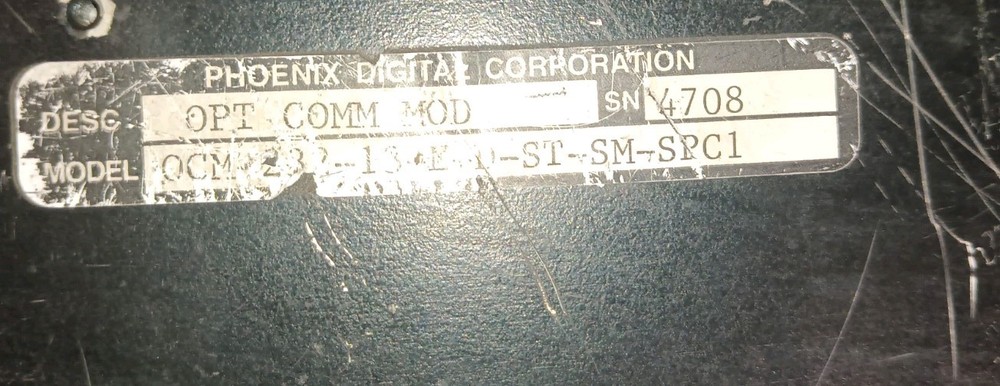 PHOENIX DIGITAL CORPORATION
DESC OPT COMM MOD SN 4708
MODEL OCM-232-13- -D-ST-SM-SPC1